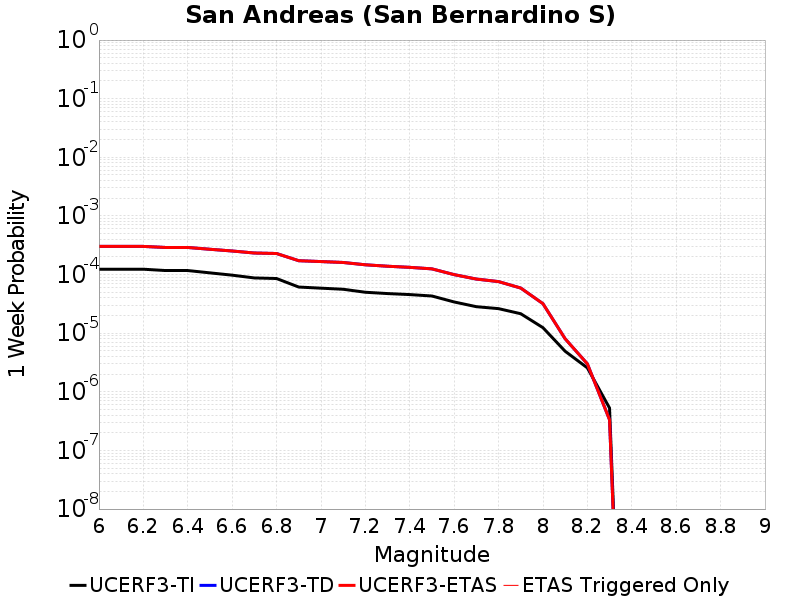 San Andreas (San Bernardino S)
1 Week Probability
10^0
10^-1
10^-2
10^-3
10^-4
10^-5
10^-6
10^-7
10^-8
6 6.2 6.4 6.6 6.8 7 7.2 7.4 7.6 7.8 8 8.2 8.4 8.6 8.8 9
Magnitude
UCERF3-TI UCERF3-TD UCERF3-ETAS ETAS Triggered Only